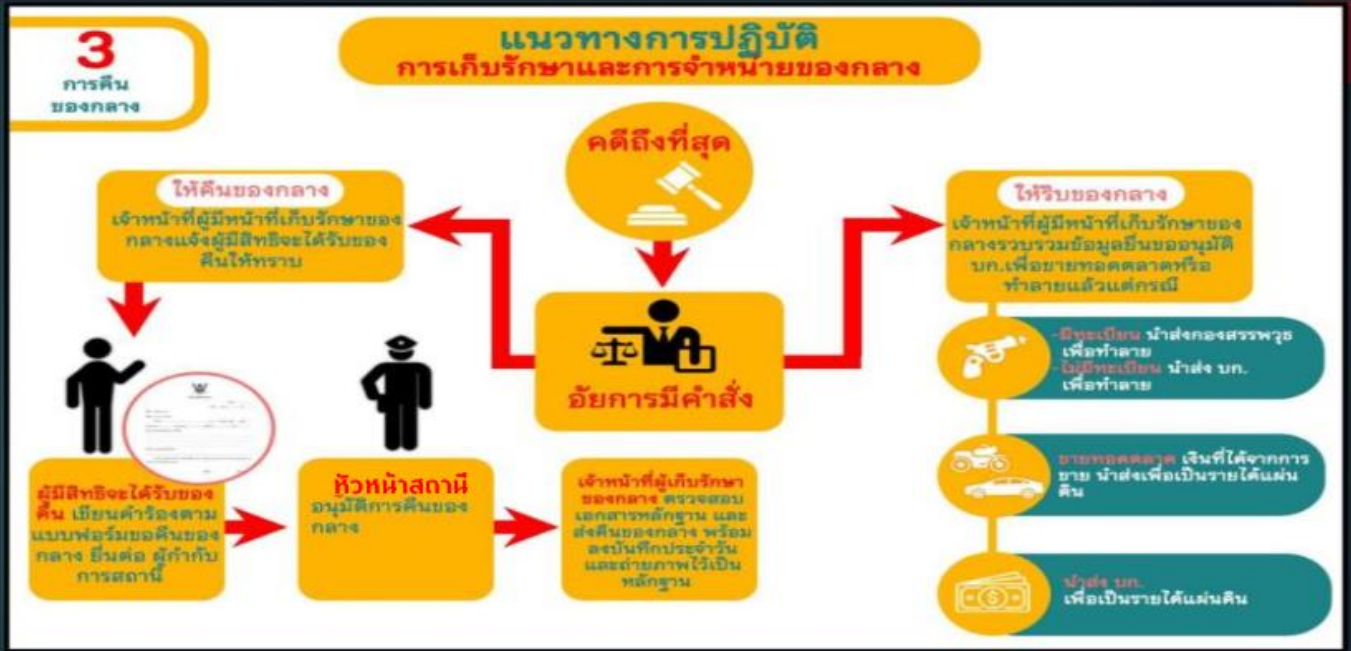 3
การคืน
ของกลาง
แนวทางการปฏิบัติ
การเก็บรักษาและการจำหน่ายของกลาง
คดีถึงที่สุด
อัยการมีคำสั่ง
ให้คืนของกลาง
เจ้าหน้าที่ผู้มีหน้าที่เก็บรักษาของ
กลางแจ้งผู้มีสิทธิจะได้รับของ
คืนให้ทราบ
ผู้มีสิทธิจะได้รับของ
คืน เขียนคำร้องตาม
แบบฟอร์มขอคืนของ
กลาง ยื่นต่อ ผู้กำกับ
การสถานี
หัวหน้าสถานี
อนุมัติการคืนของ
กลาง
เจ้าหน้าที่ผู้เก็บรักษา
ของกลาง ตรวจสอบ
เอกสารหลักฐาน และ
ส่งคืนของกลาง พร้อม
ลงบันทึกประจำวัน
และถ่ายภาพไว้เป็น
หลักฐาน
ให้ริบของกลาง
เจ้าหน้าที่ผู้มีหน้าที่เก็บรักษาของ
กลางรวบรวมข้อมูลยื่นขออนุมัติ
บก.เพื่อขายทอดตลาดหรือ
ทำลายแล้วแต่กรณี
-มีทะเบียน นำส่งกองสรรพวุธ
เพื่อทำลาย
-ไม่มีทะเบียน นำส่ง บก.
เพื่อทำลาย
ขายทอดตลาด เงินที่ได้จากการ
ขาย นำส่งเพื่อเป็นรายได้แผ่น
ดิน
นำส่ง บก.
เพื่อเป็นรายได้แผ่นดิน